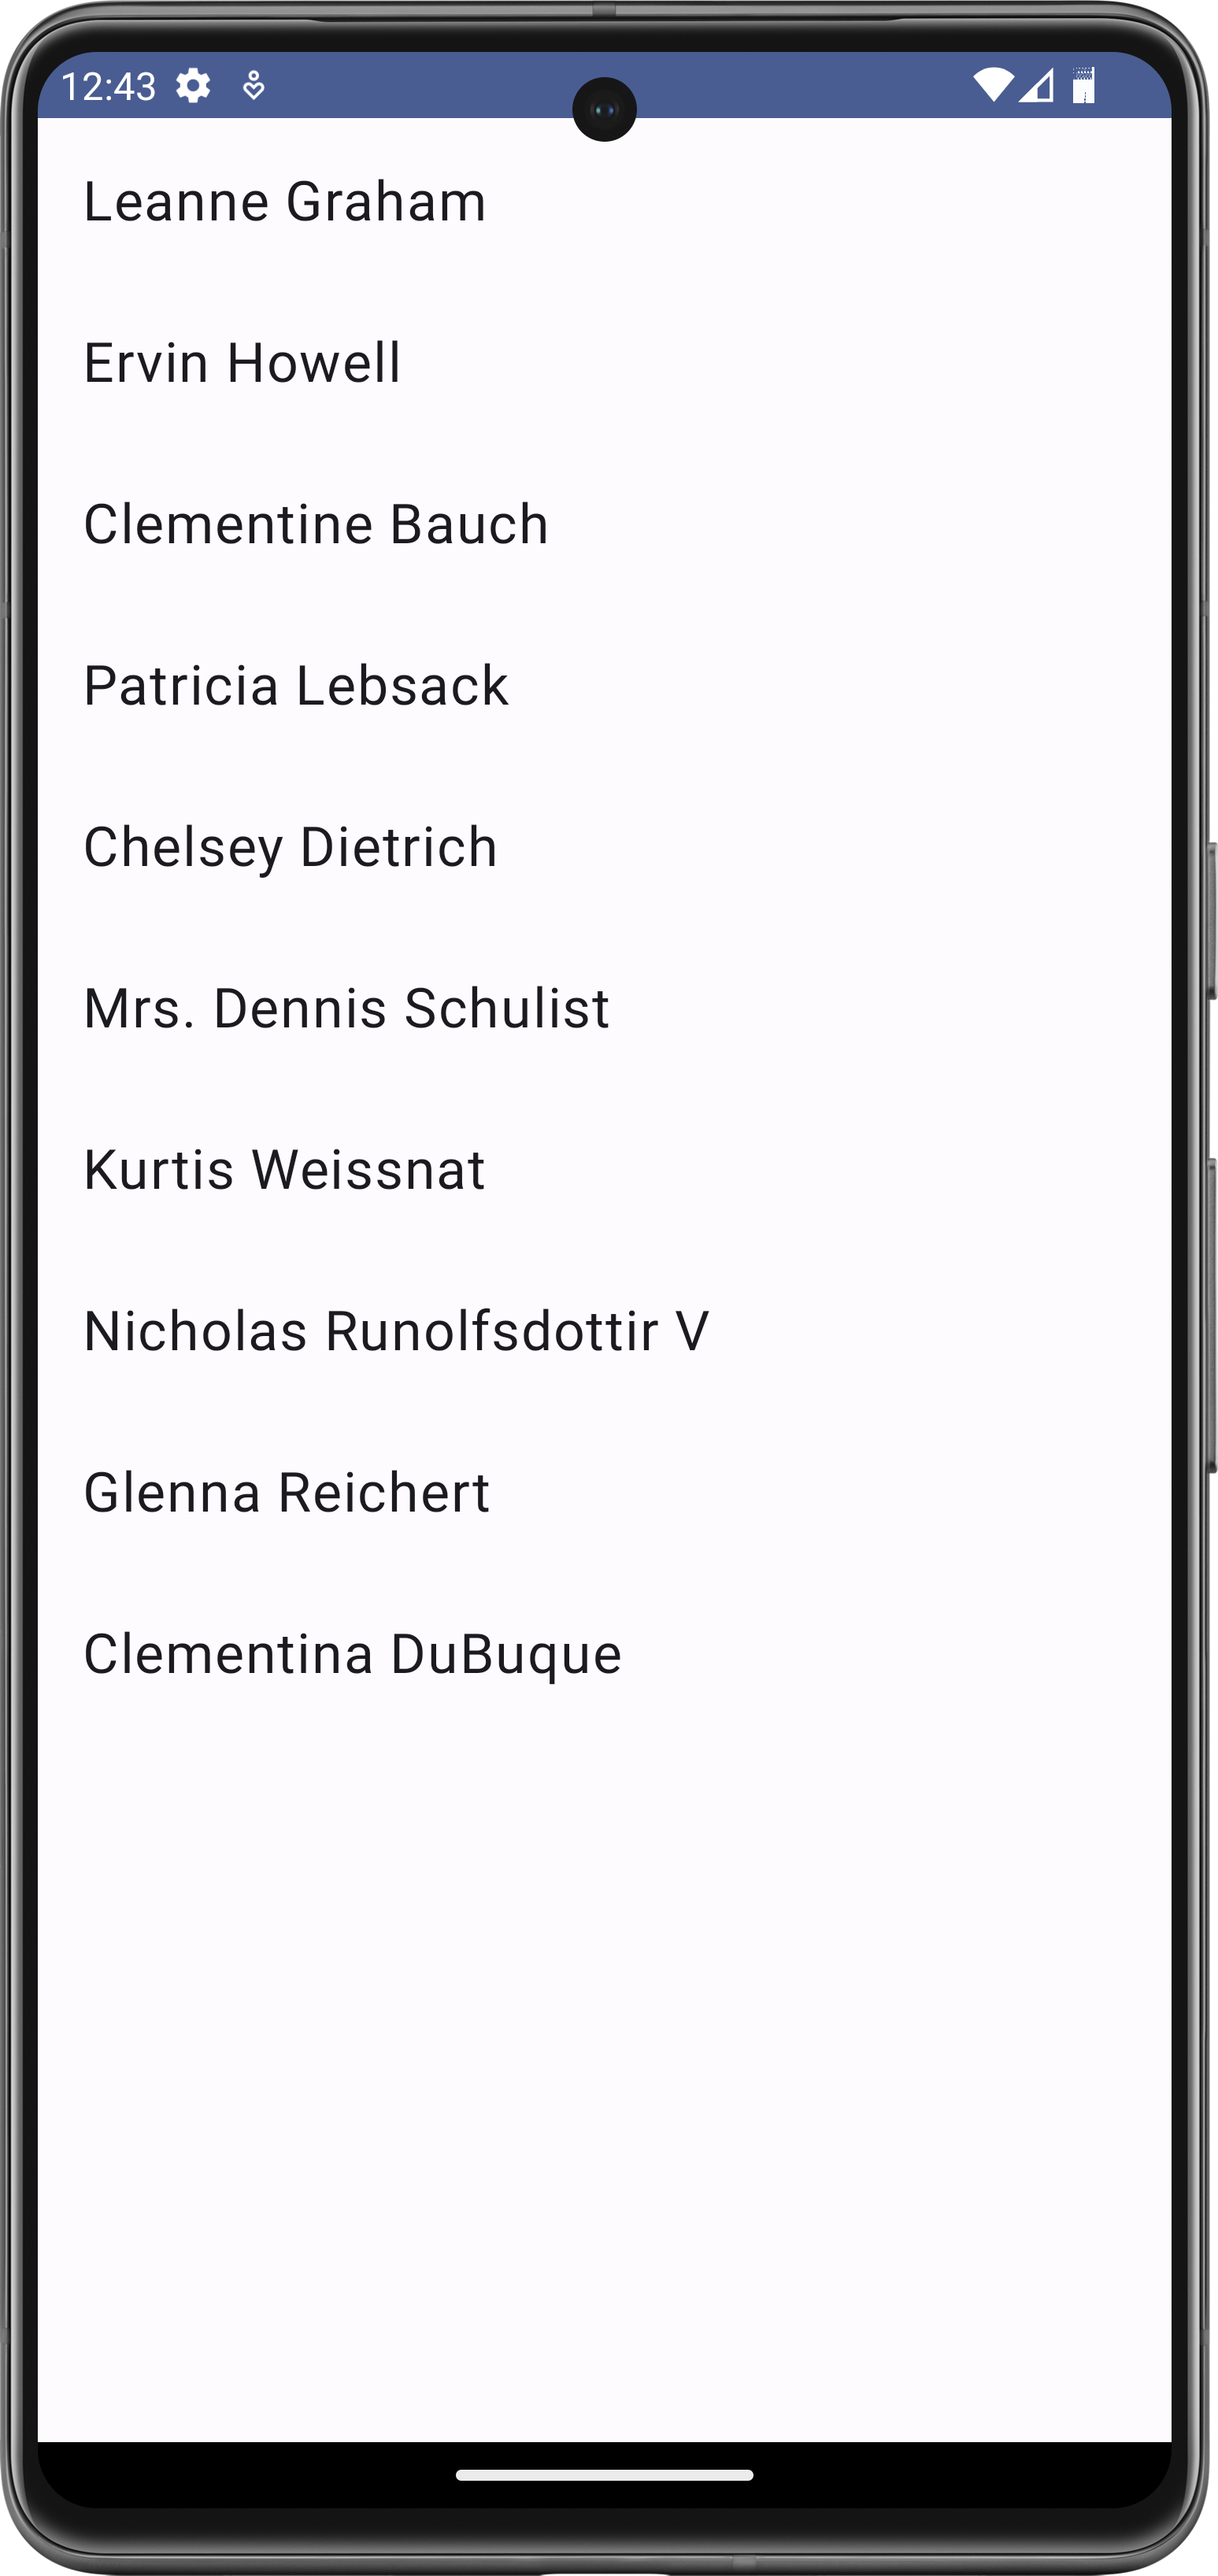 12:43
Leanne Graham
Ervin Howell
Clementine Bauch
Patricia Lebsack
Chelsey Dietrich
Mrs. Dennis Schulist
Kurtis Weissnat
Nicholas Runolfsdottir V
Glenna Reichert
Clementina DuBuque